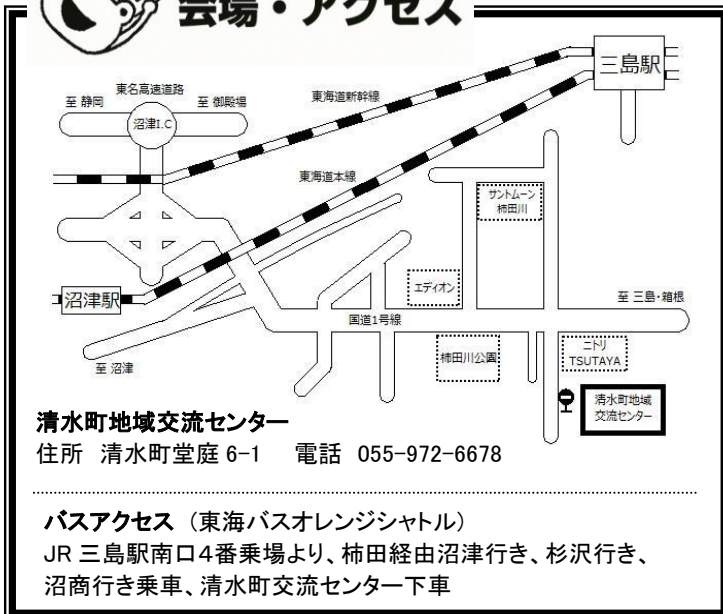 会場・アクセス
三島駅
東名高速道路
至 静岡
至 御殿場
沼津I.C
東海道新幹線
東海道本線
サントムーン
柿田川
沼津駅
エディオン
至 三島・箱根
国道1号線
至 沼津
柿田川公園
ニトリ
TSUTAYA
清水町地域
交流センター
清水町地域交流センター
住所 清水町堂庭 6-1 電話 055-972-6678
バスアクセス (東海バスオレンジシャトル)
JR 三島駅南口4番乗場より、柿田経由沼津行き、杉沢行き、
沼商行き乗車、清水町交流センター下車